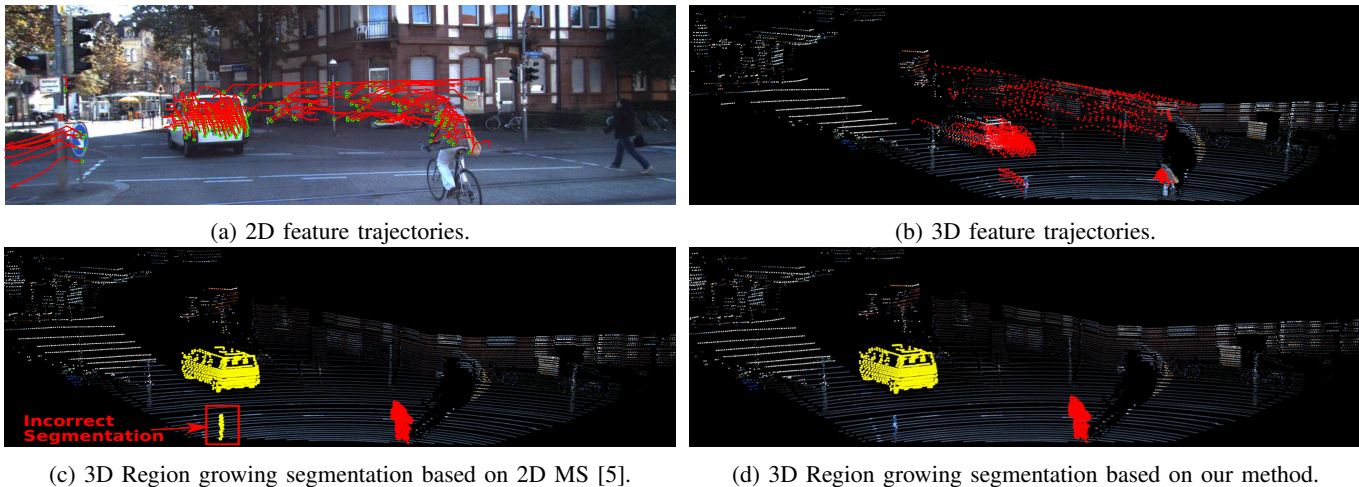 (a) 2D feature trajectories.
(b) 3D feature trajectories.
Incorrect
Segmentation
(c) 3D Region growing segmentation based on 2D MS [5].
(d) 3D Region growing segmentation based on our method.